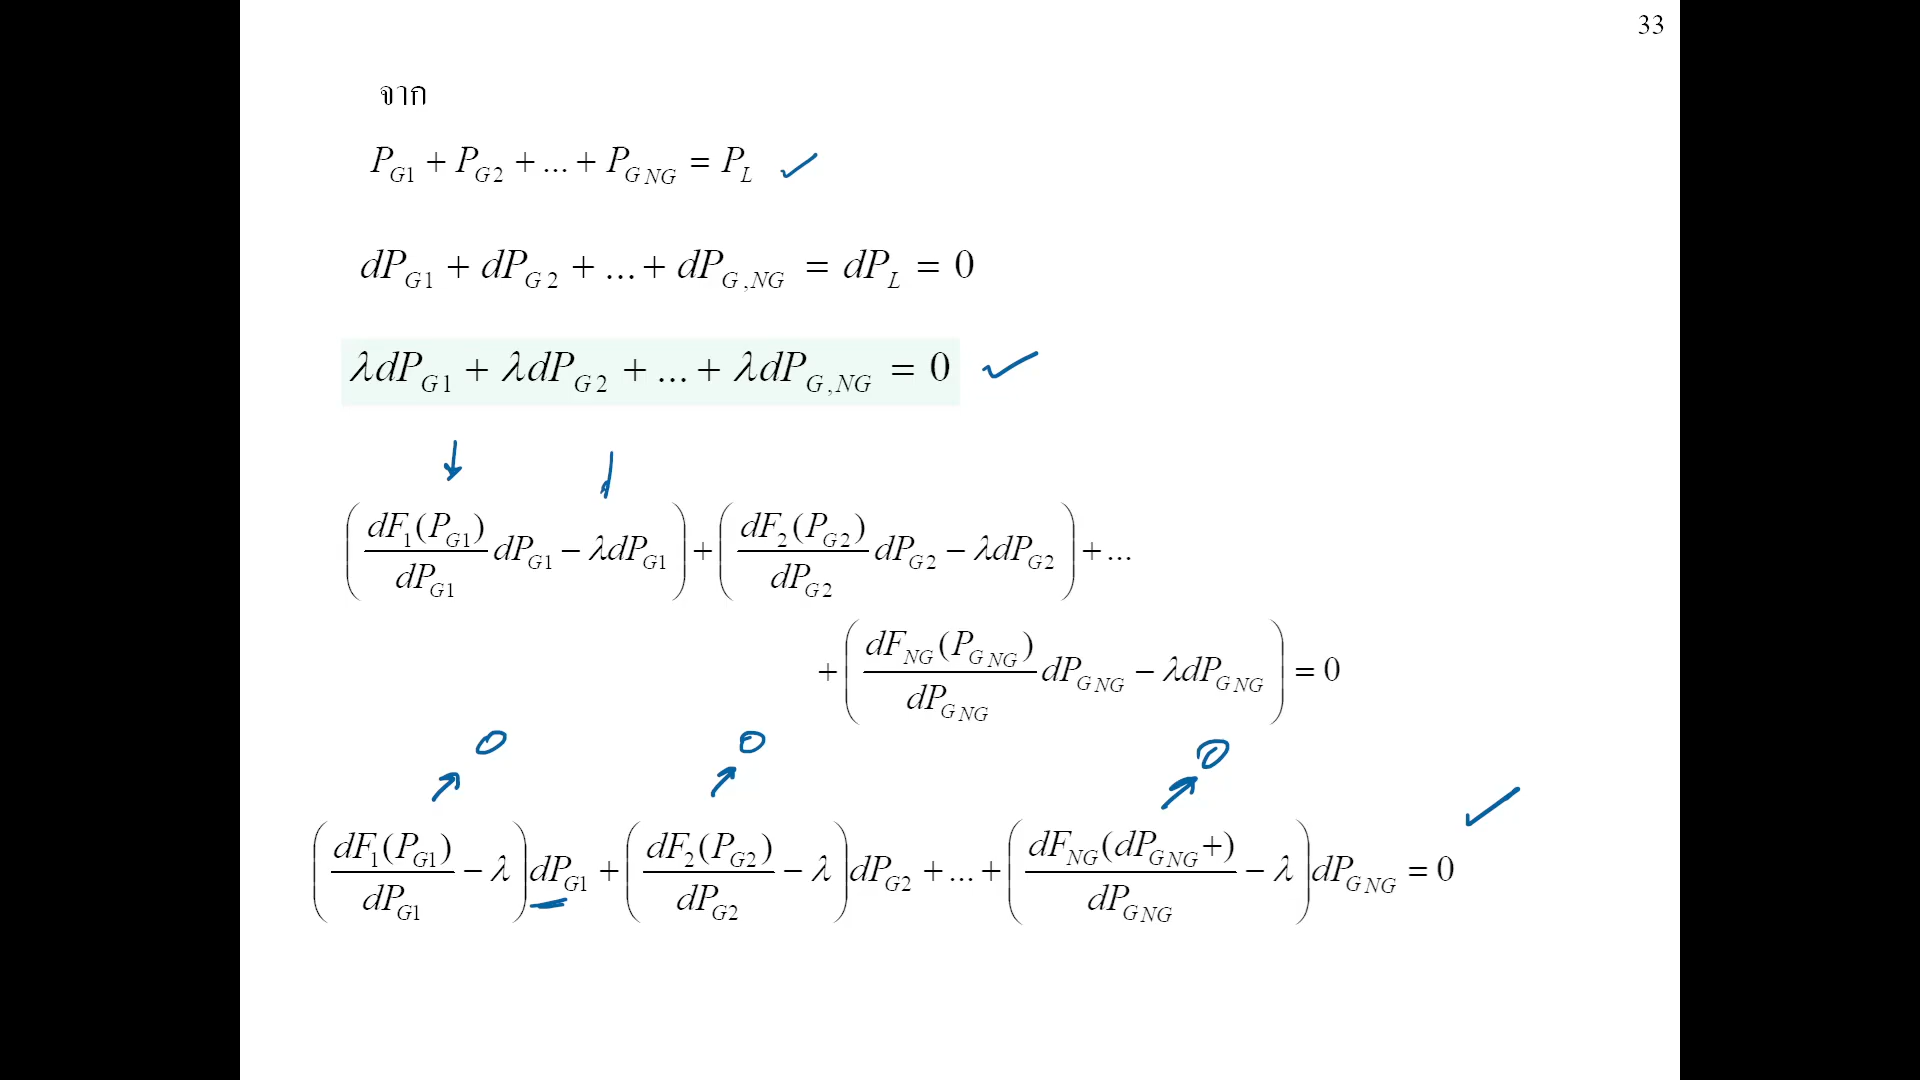 33
จาก
P_{G1} + P_{G2} + ... + P_{G NG} = P_L ✓
dP_{G1} + dP_{G2} + ... + dP_{G,NG} = dP_L = 0
λdP_{G1} + λdP_{G2} + ... + λdP_{G,NG} = 0 ✓
(dF_1(P_{G1})/dP_{G1} dP_{G1} − λdP_{G1}) + (dF_2(P_{G2})/dP_{G2} dP_{G2} − λdP_{G2}) + ...
+ (dF_{NG}(P_{G NG})/dP_{G NG} dP_{G NG} − λdP_{G NG}) = 0
0 0 0
(dF_1(P_{G1})/dP_{G1} − λ)dP_{G1} + (dF_2(P_{G2})/dP_{G2} − λ)dP_{G2} + ... + (dF_{NG}(dP_{G NG}+)/dP_{G NG} − λ)dP_{G NG} = 0 ✓